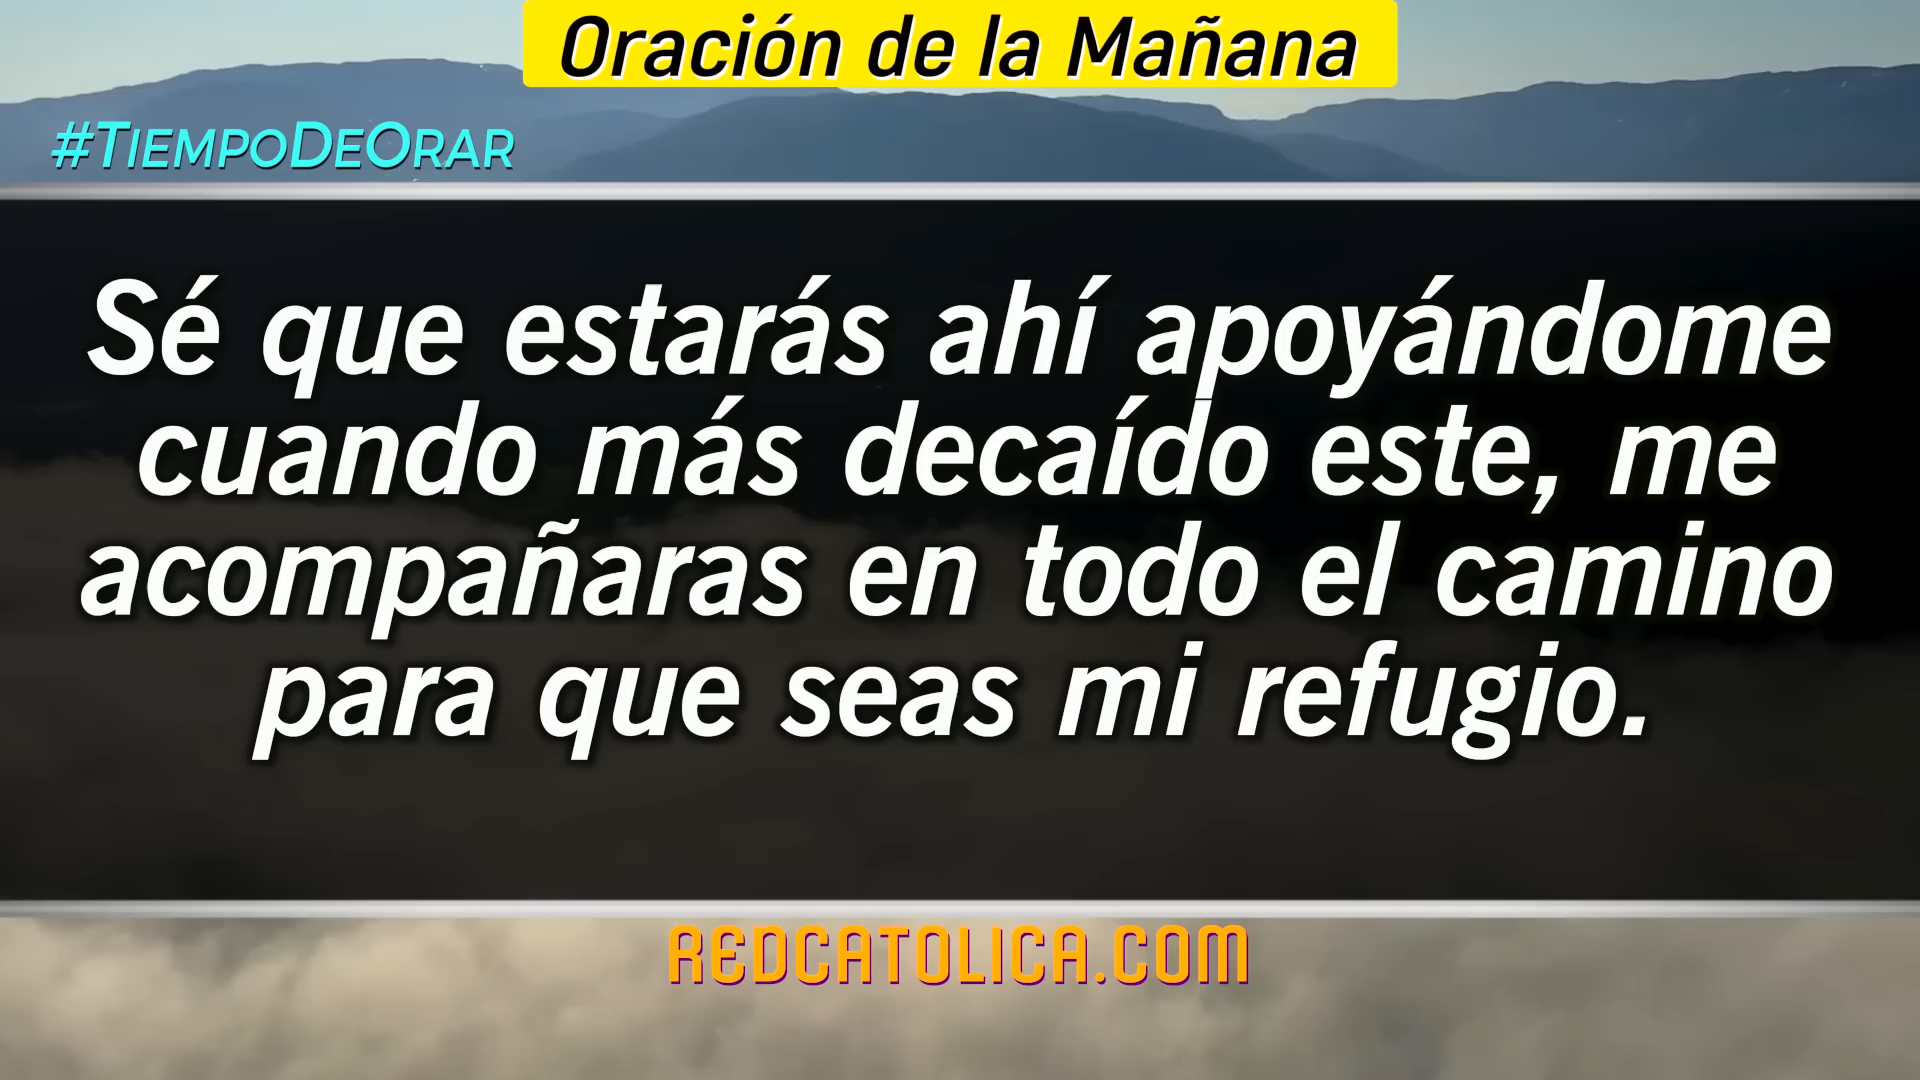 Oración de la Mañana
#TiempoDeOrar
Sé que estarás ahí apoyándome
cuando más decaído este, me
acompañaras en todo el camino
para que seas mi refugio.
REDCATOLICA.COM